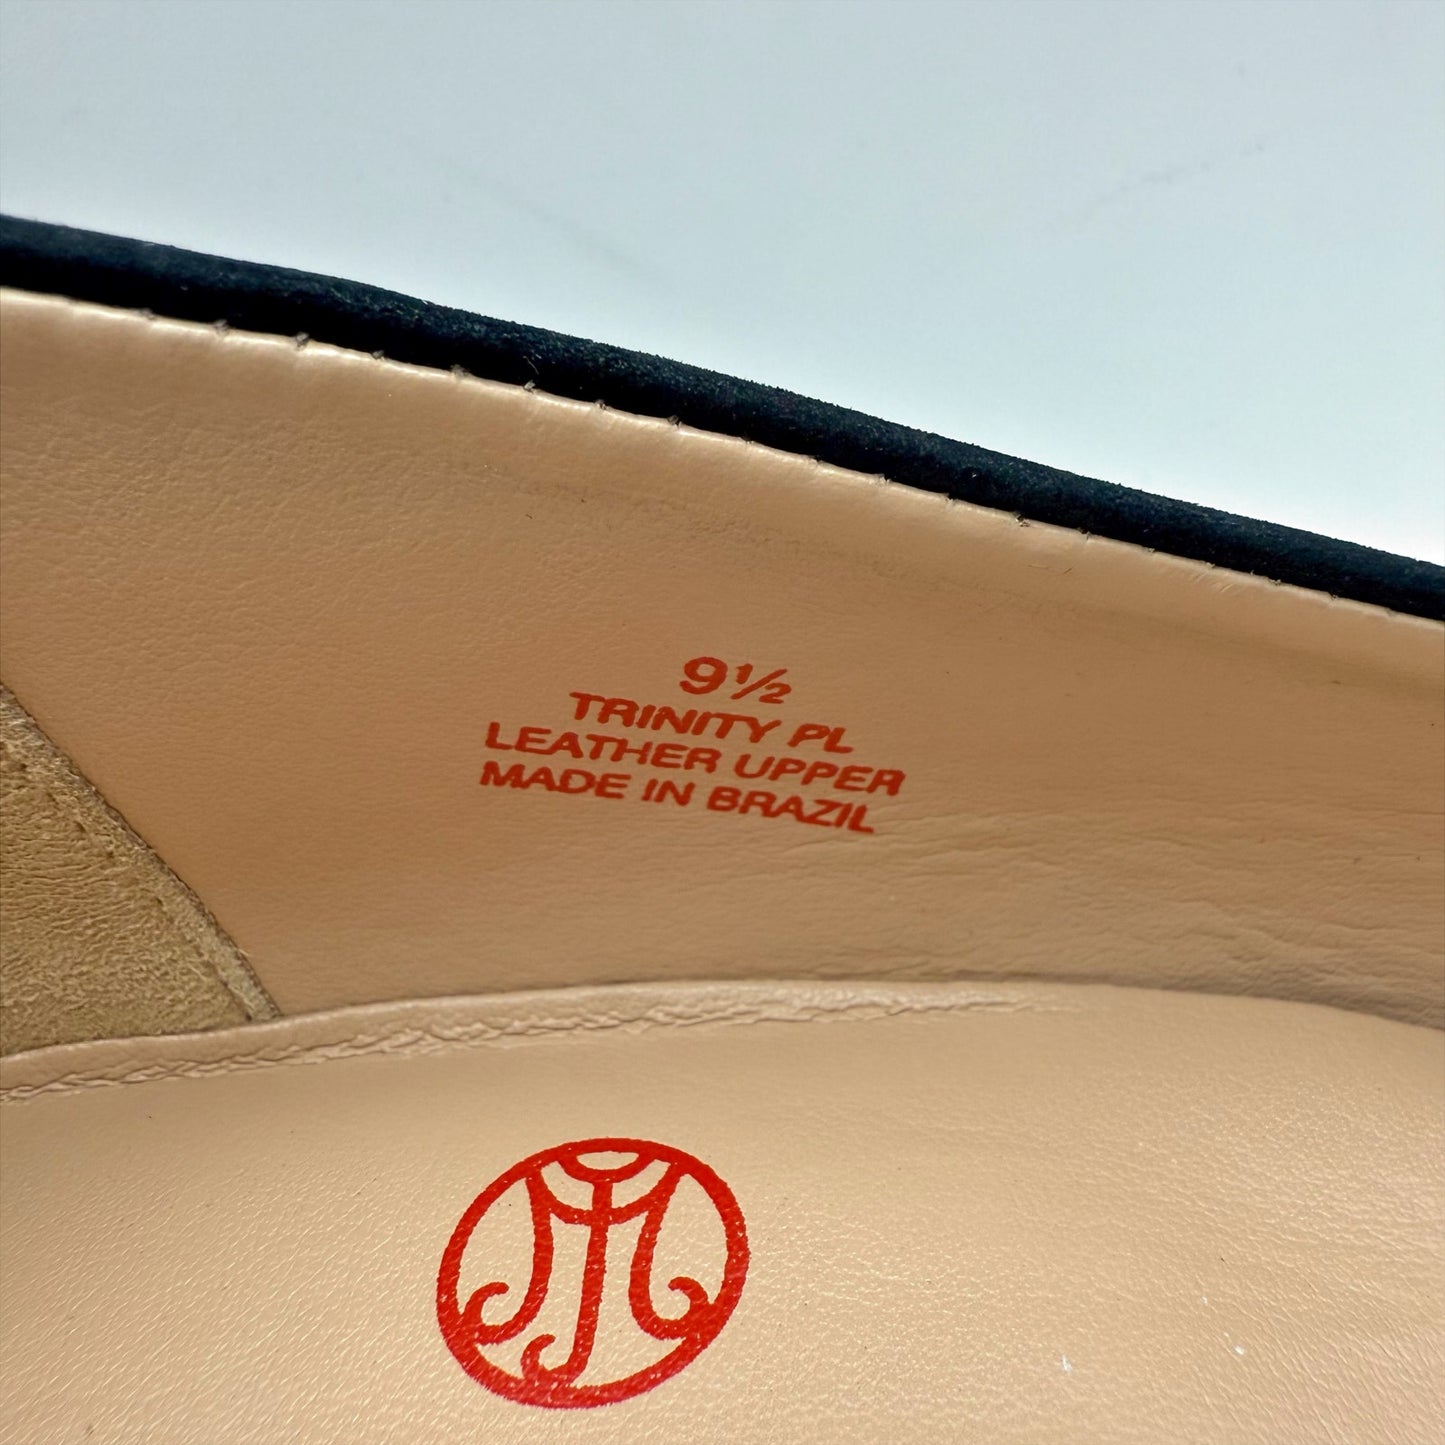 9½
TRINITY PL
LEATHER UPPER
MADE IN BRAZIL